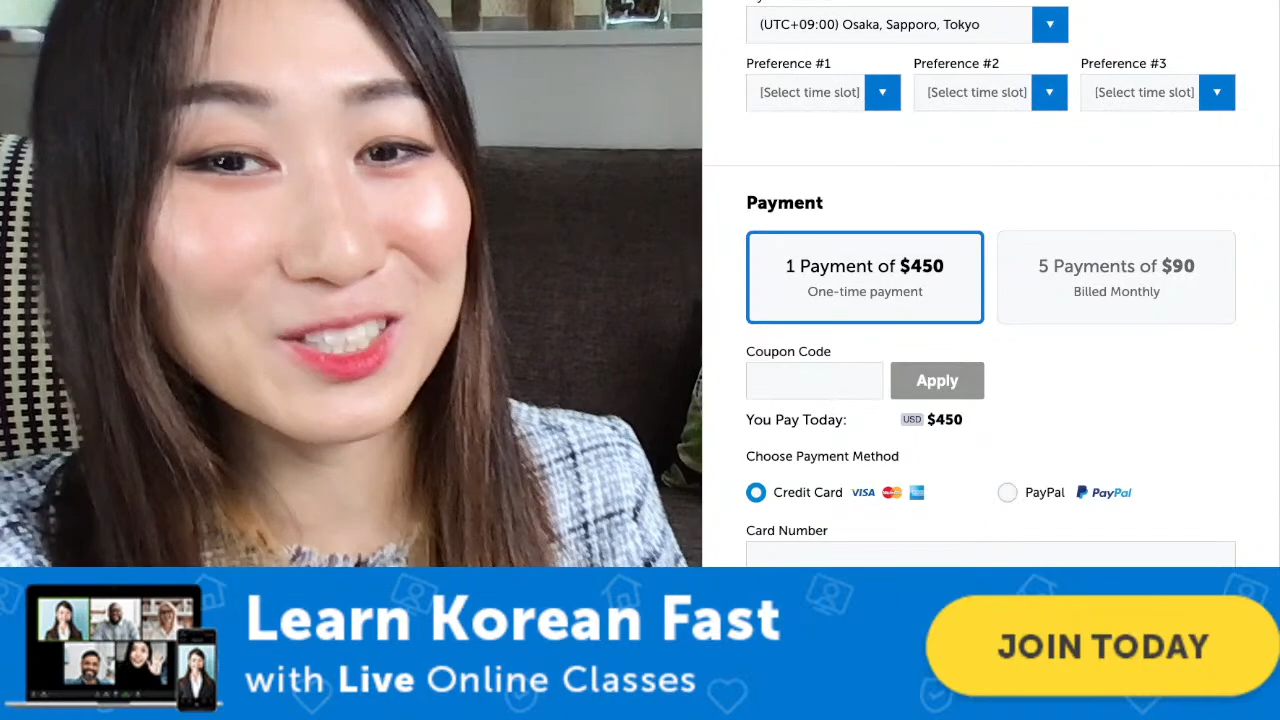 (UTC+09:00) Osaka, Sapporo, Tokyo
Preference #1 Preference #2 Preference #3
[Select time slot] [Select time slot] [Select time slot]
Payment
1 Payment of $450
One-time payment
5 Payments of $90
Billed Monthly
Coupon Code
Apply
You Pay Today: USD $450
Choose Payment Method
Credit Card VISA PayPal PayPal
Card Number
Learn Korean Fast
with Live Online Classes
JOIN TODAY